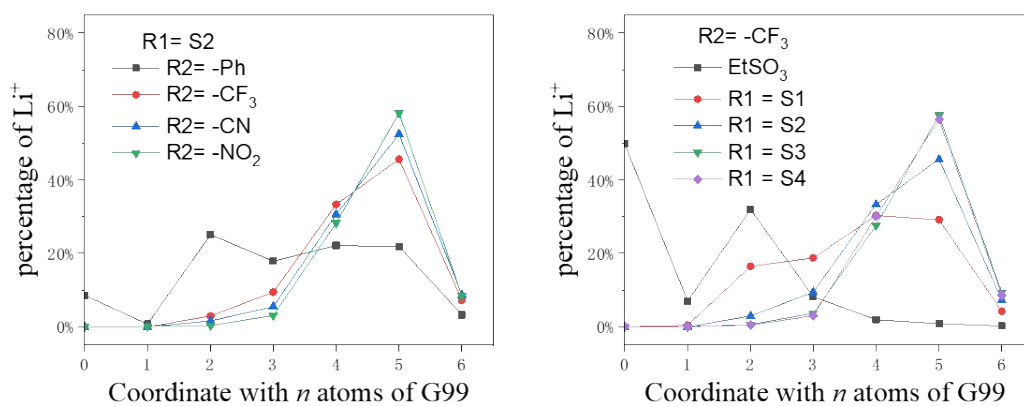 80%
60%
40%
20%
0%
percentage of Li⁺
R1= S2
R2= -Ph
R2= -CF₃
R2= -CN
R2= -NO₂
0 1 2 3 4 5 6
Coordinate with n atoms of G99
80%
60%
40%
20%
0%
percentage of Li⁺
R2= -CF₃
EtSO₃
R1 = S1
R1 = S2
R1 = S3
R1 = S4
0 1 2 3 4 5 6
Coordinate with n atoms of G99